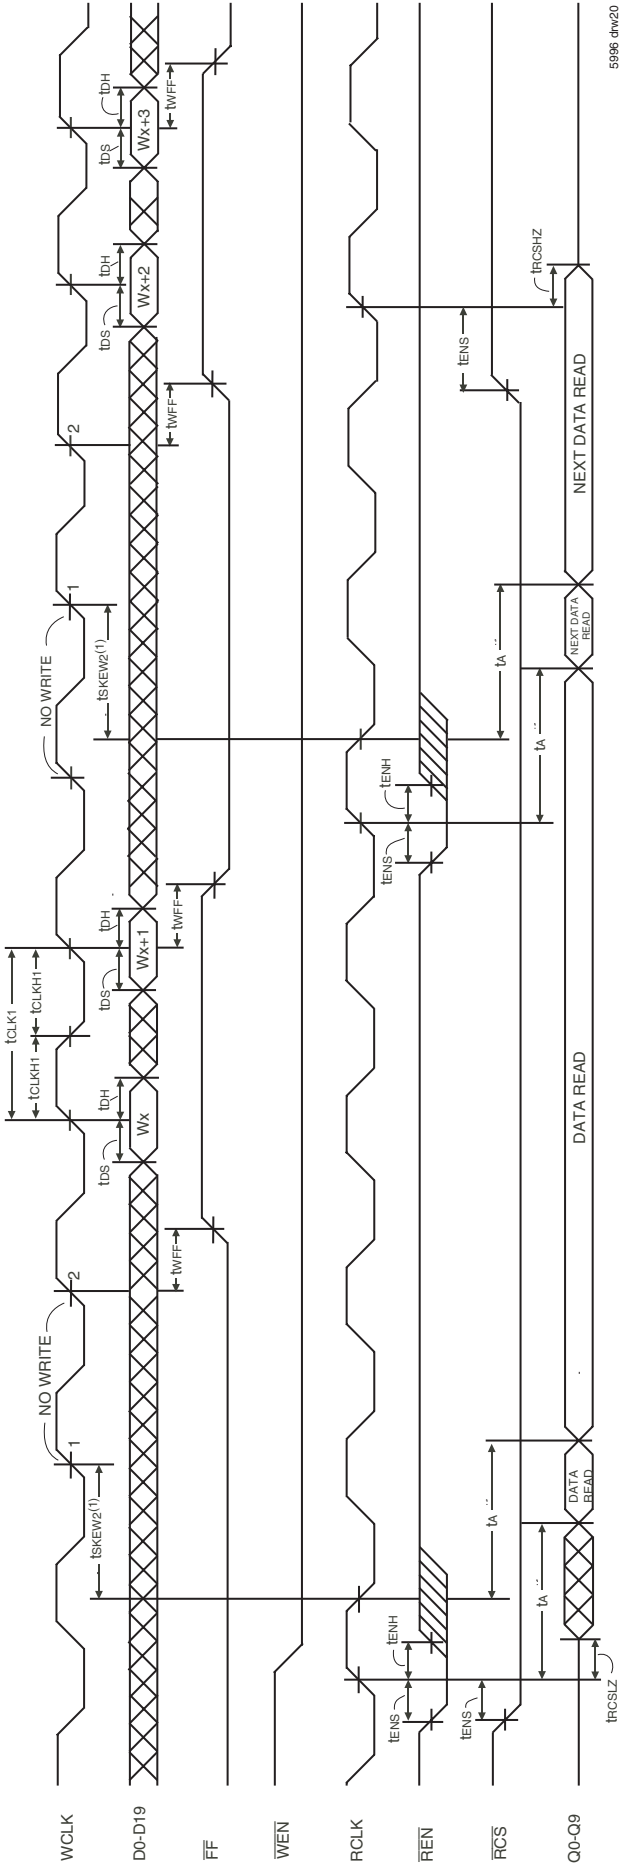 WCLK
NO WRITE
NO WRITE
1
2
1
2
tSKEW2(1)
tSKEW2(1)
tCLK1
tCLKH1
tCLKH1
D0-D19
tDS
tDH
tDS
tDH
tDS
tDH
tDS
tDH
Wx
Wx+1
Wx+2
Wx+3
FF
tWFF
tWFF
tWFF
tWFF
WEN
RCLK
REN
tENS
tENH
tENS
tENH
RCS
tENS
tENS
tA
tA
tA
tA
Q0-Q9
tRCSLZ
DATA READ
DATA READ
NEXT DATA READ
NEXT DATA READ
tRCSHZ
5996 drw20